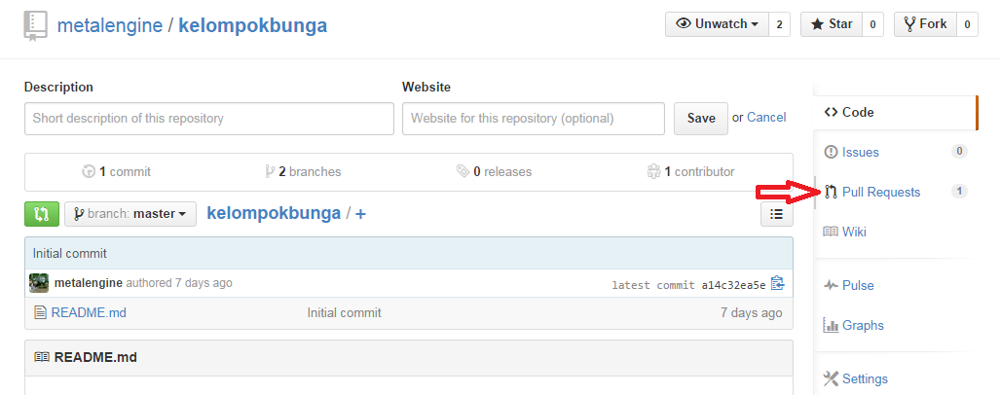 metalengine / kelompokbunga
Unwatch 2 Star 0 Fork 0
Description Website
Short description of this repository Website for this repository (optional) Save or Cancel
1 commit 2 branches 0 releases 1 contributor
branch: master kelompokbunga / +
Initial commit
metalengine authored 7 days ago latest commit a14c32ea5e
README.md Initial commit 7 days ago
README.md
Code
Issues 0
Pull Requests 1
Wiki
Pulse
Graphs
Settings